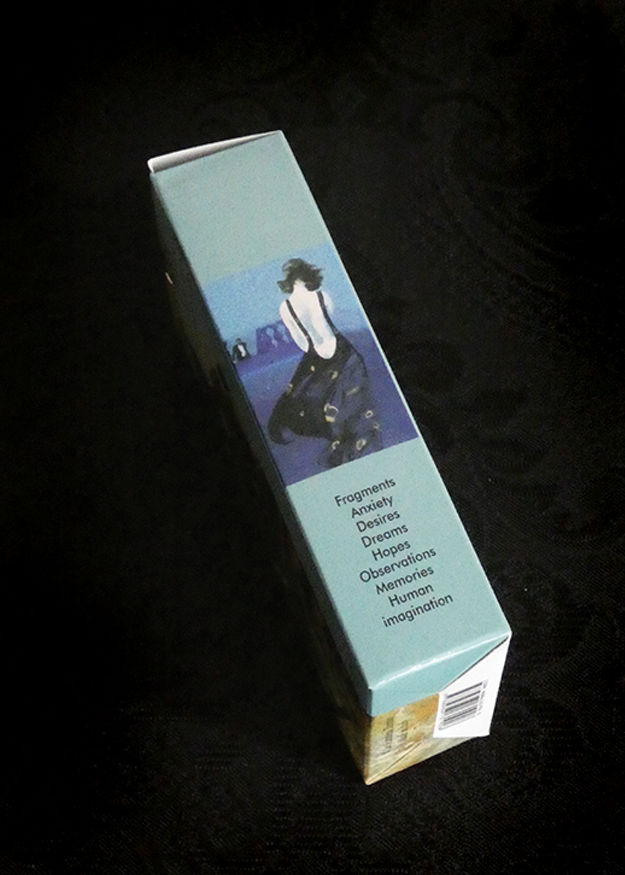 Fragments
Anxiety
Desires
Dreams
Hopes
Observations
Memories
Human
imagination